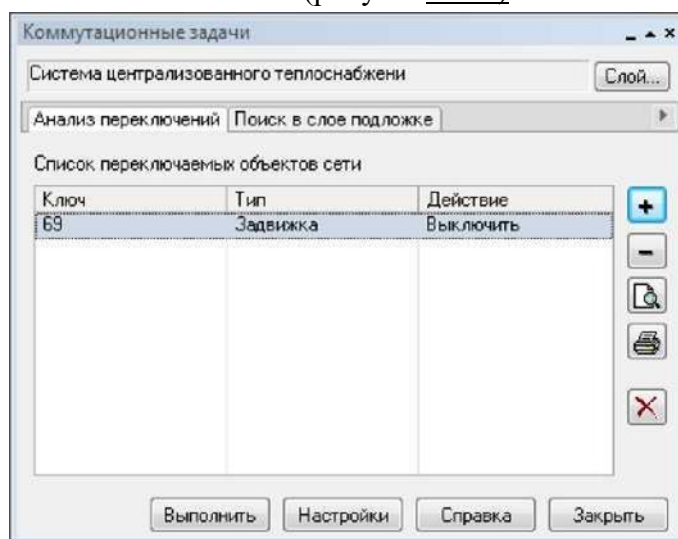 Коммутационные задачи
Система централизованного теплоснабжени
Слой...
Анализ переключений Поиск в слое подложке
Список переключаемых объектов сети
Ключ Тип Действие
69 Задвижка Выключить
Выполнить Настройки Справка Закрыть